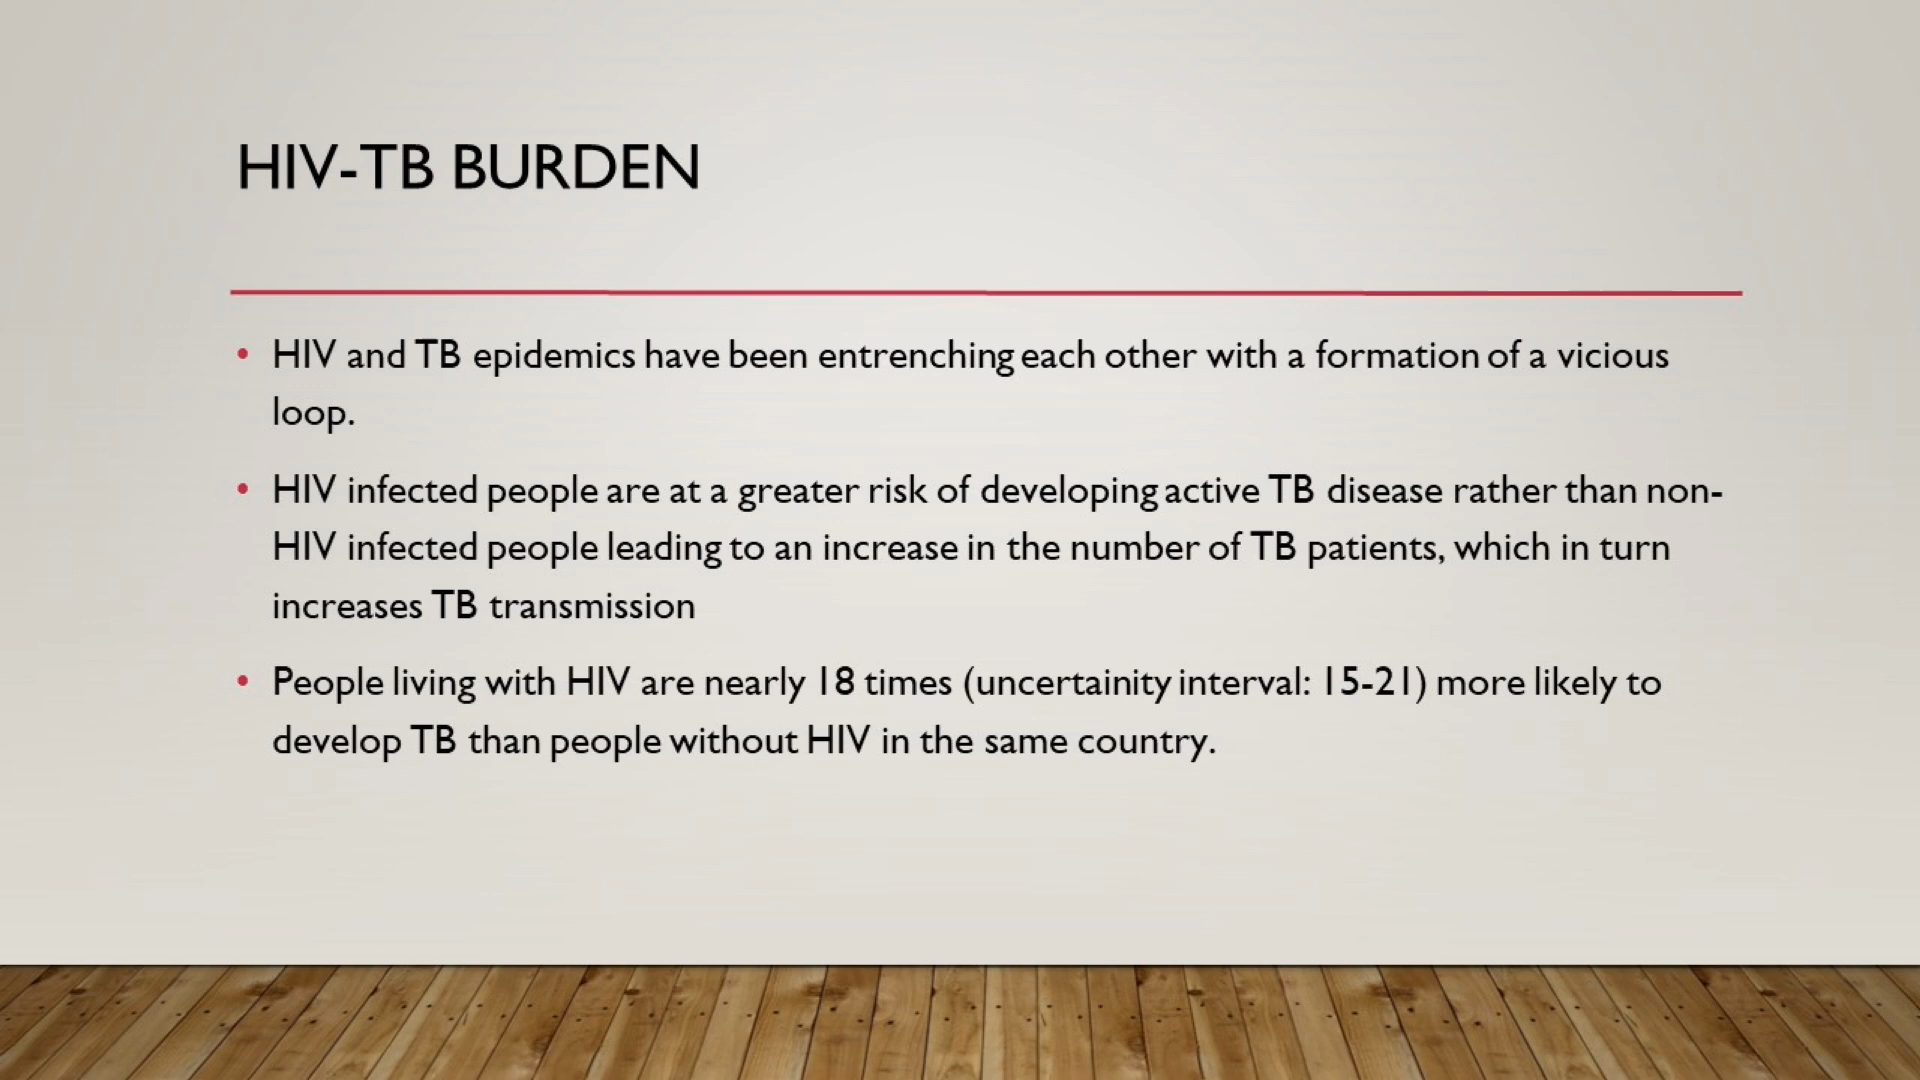 HIV-TB BURDEN
• HIV and TB epidemics have been entrenching each other with a formation of a vicious
loop.
• HIV infected people are at a greater risk of developing active TB disease rather than non-
HIV infected people leading to an increase in the number of TB patients, which in turn
increases TB transmission
• People living with HIV are nearly 18 times (uncertainity interval: 15-21) more likely to
develop TB than people without HIV in the same country.